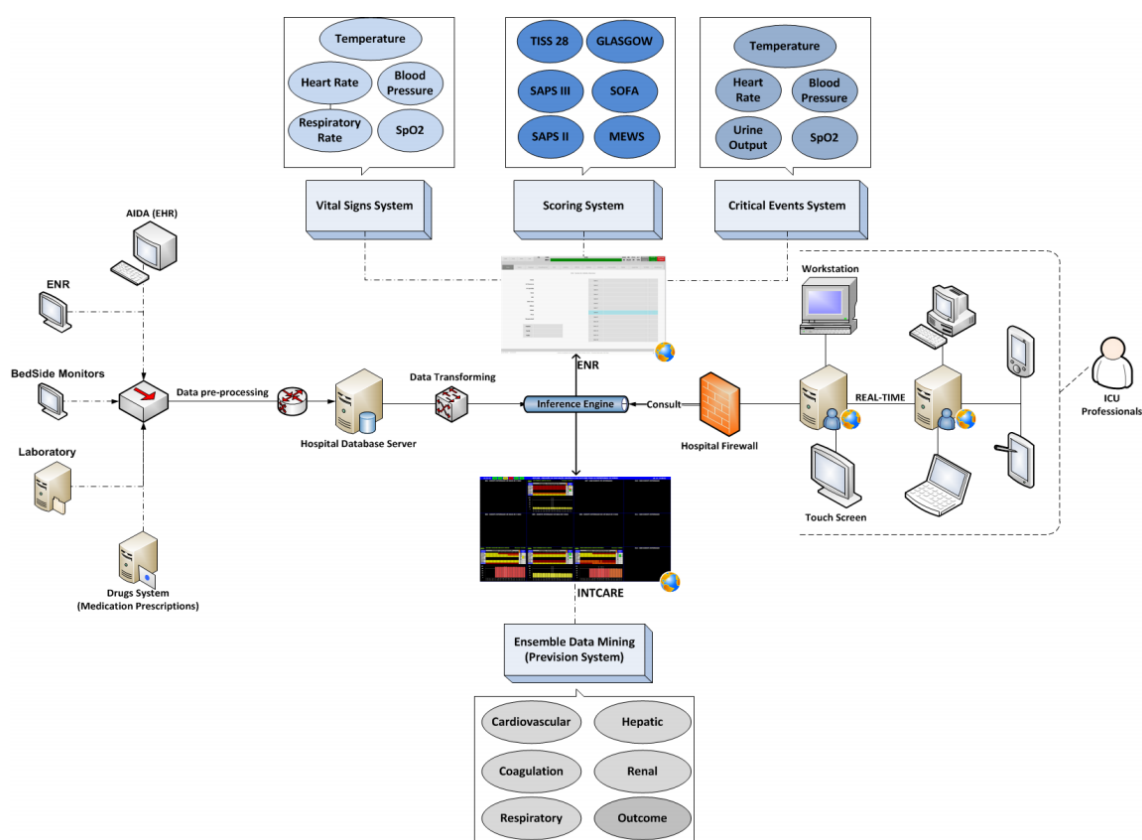 Temperature
Heart Rate
Blood
Pressure
Respiratory
Rate
SpO2
TISS 28
GLASGOW
SAPS III
SOFA
SAPS II
MEWS
Temperature
Heart
Rate
Blood
Pressure
Urine
Output
SpO2
Vital Signs System
Scoring System
Critical Events System
AIDA (EHR)
ENR
BedSide Monitors
Laboratory
Drugs System
(Medication Prescriptions)
Data pre-processing
Hospital Database Server
Data Transforming
ENR
Inference Engine
Consult
Hospital Firewall
Workstation
REAL-TIME
Touch Screen
ICU
Professionals
INTCARE
Ensemble Data Mining
(Prevision System)
Cardiovascular
Hepatic
Coagulation
Renal
Respiratory
Outcome